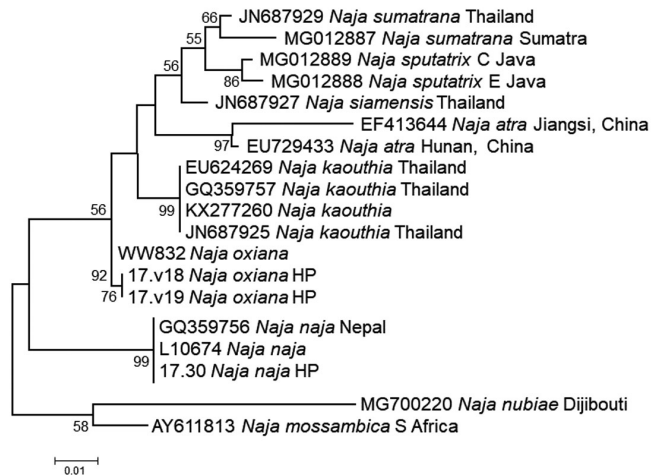 66 JN687929 Naja sumatrana Thailand
55 MG012887 Naja sumatrana Sumatra
MG012889 Naja sputatrix C Java
56 86 MG012888 Naja sputatrix E Java
JN687927 Naja siamensis Thailand
EF413644 Naja atra Jiangsi, China
97 EU729433 Naja atra Hunan, China
EU624269 Naja kaouthia Thailand
GQ359757 Naja kaouthia Thailand
99 KX277260 Naja kaouthia
56 JN687925 Naja kaouthia Thailand
WW832 Naja oxiana
92 17.v18 Naja oxiana HP
76 17.v19 Naja oxiana HP
GQ359756 Naja naja Nepal
L10674 Naja naja
99 17.30 Naja naja HP
MG700220 Naja nubiae Dijibouti
58 AY611813 Naja mossambica S Africa
0.01